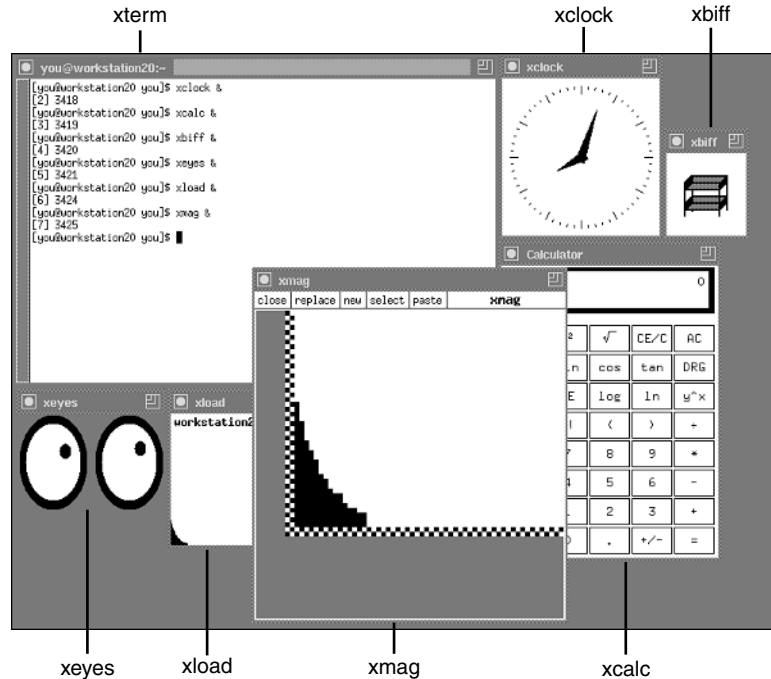 xterm
xclock
xbiff
you@workstation20:~
[you@workstation20 you]$ xclock &
[2] 3418
[you@workstation20 you]$ xcalc &
[3] 3419
[you@workstation20 you]$ xbiff &
[4] 3420
[you@workstation20 you]$ xeyes &
[5] 3421
[you@workstation20 you]$ xload &
[6] 3424
[you@workstation20 you]$ xmag &
[7] 3425
[you@workstation20 you]$
xclock
xbiff
Calculator
0
√ CE/C AC
cos tan DRG
log ln y^x
( ) ÷
8 9 *
5 6 -
2 3 +
. +/- =
xmag
close replace new select paste xmag
xeyes
xload
workstation2
xeyes
xload
xmag
xcalc